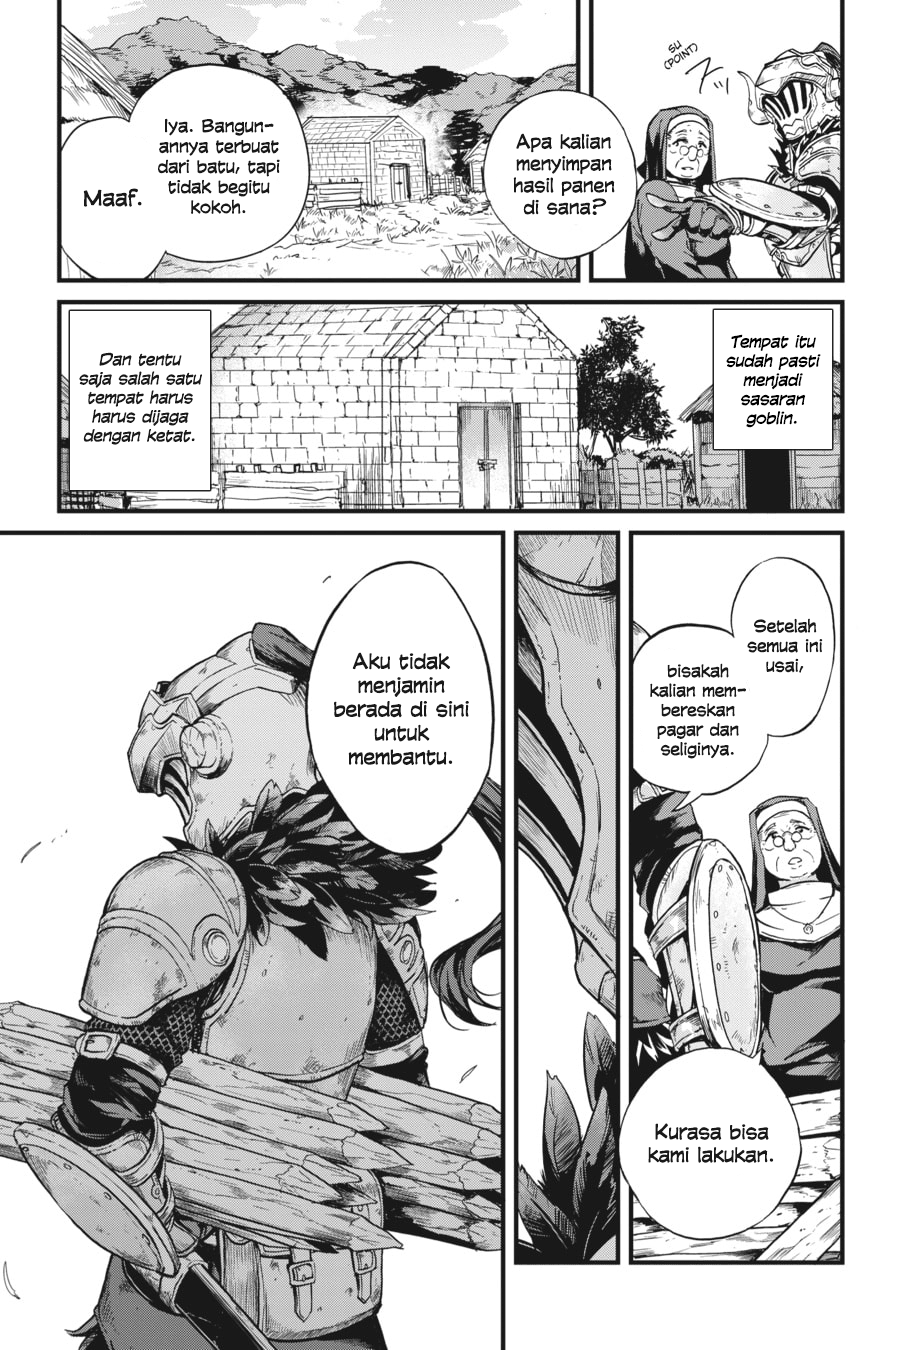 SU
(POINT)
スッ
Apa kalian
menyimpan
hasil panen
di sana?
Iya. Bangun-
annya terbuat
dari batu, tapi
tidak begitu
kokoh.
Maaf.
Tempat itu
sudah pasti
menjadi
sasaran
goblin.
Dan tentu
saja salah satu
tempat harus
harus dijaga
dengan ketat.
Setelah
semua ini
usai,
bisakah
kalian mem-
bereskan
pagar dan
seliginya.
Kurasa bisa
kami lakukan.
Aku tidak
menjamin
berada di sini
untuk
membantu.